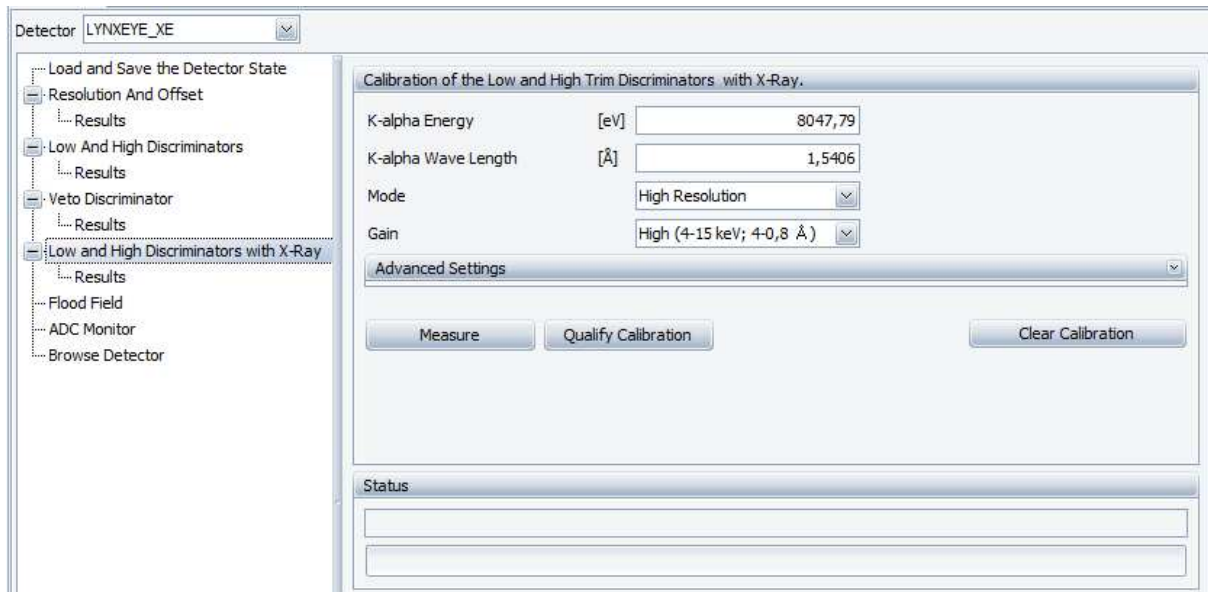 Detector LYNXEYE_XE
Load and Save the Detector State
Resolution And Offset
Results
Low And High Discriminators
Results
Veto Discriminator
Results
Low and High Discriminators with X-Ray
Results
Flood Field
ADC Monitor
Browse Detector
Calibration of the Low and High Trim Discriminators with X-Ray.
K-alpha Energy [eV] 8047,79
K-alpha Wave Length [Å] 1,5406
Mode High Resolution
Gain High (4-15 keV; 4-0,8 Å)
Advanced Settings
Measure Qualify Calibration Clear Calibration
Status